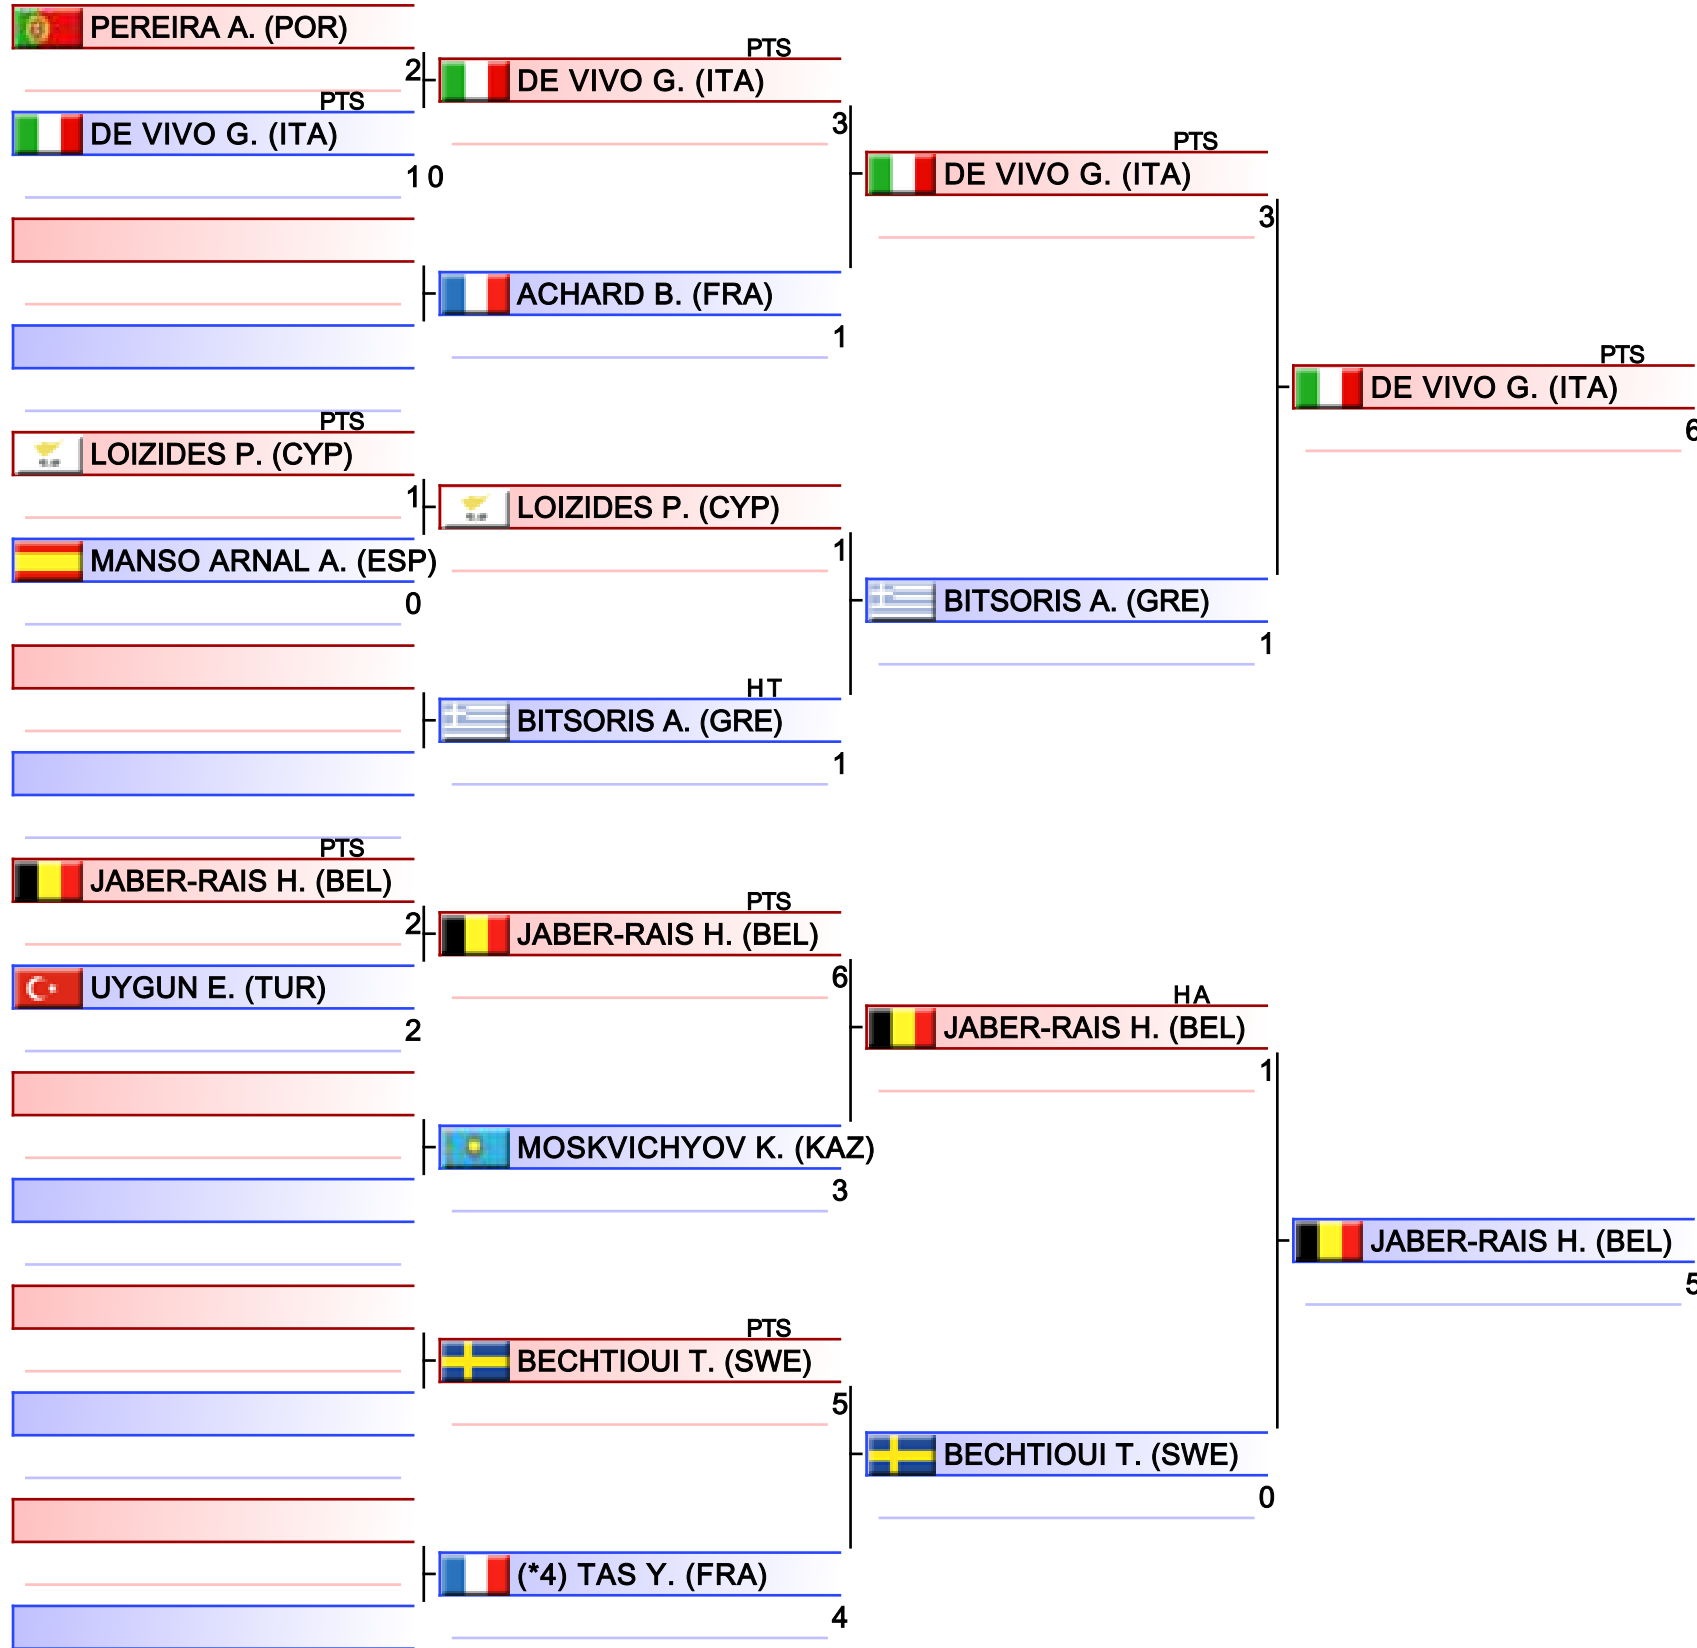 PEREIRA A. (POR)
2
PTS
DE VIVO G. (ITA)
10
PTS
LOIZIDES P. (CYP)
1
MANSO ARNAL A. (ESP)
0
PTS
JABER-RAIS H. (BEL)
2
UYGUN E. (TUR)
2
PTS
DE VIVO G. (ITA)
3
ACHARD B. (FRA)
1
LOIZIDES P. (CYP)
1
HT
BITSORIS A. (GRE)
1
PTS
JABER-RAIS H. (BEL)
6
MOSKVICHYOV K. (KAZ)
3
PTS
BECHTIOUI T. (SWE)
5
(*4) TAS Y. (FRA)
4
PTS
DE VIVO G. (ITA)
3
BITSORIS A. (GRE)
1
HA
JABER-RAIS H. (BEL)
1
BECHTIOUI T. (SWE)
0
PTS
DE VIVO G. (ITA)
6
JABER-RAIS H. (BEL)
5